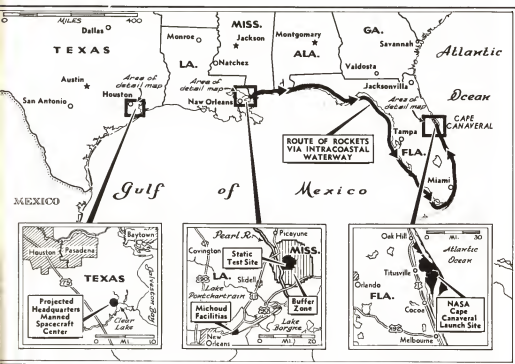 MILES
400
Dallas
TEXAS
Austin
San Antonio
Area of
detail map
Houston
Monroe
LA.
MISS.
Jackson
Natchez
Area of
detail map
New Orleans
Montgomery
ALA.
GA.
Savannah
Valdosta
Jacksonville
Area of
detail map
Atlantic
Ocean
CAPE
CANAVERAL
Tampa
FLA.
Miami
ROUTE OF ROCKETS
VIA INTRACOASTAL
WATERWAY
MEXICO
Gulf of Mexico
Houston
Pasadena
Baytown
TEXAS
Galveston Bay
Projected
Headquarters
Manned
Spacecraft
Center
Clear
Lake
0 MI. 10
Pearl R.
Picayune
Covington
Static
Test Site
MISS.
LA.
Slidell
Lake
Pontchartrain
Michoud
Facilities
Buffer
Zone
New
Orleans
Lake
Borgne
0 MI. 20
0 MI. 30
Oak Hill
Atlantic
Ocean
Titusville
Orlando
FLA.
Cocoa
NASA
Cape
Canaveral
Launch Site
Melbourne